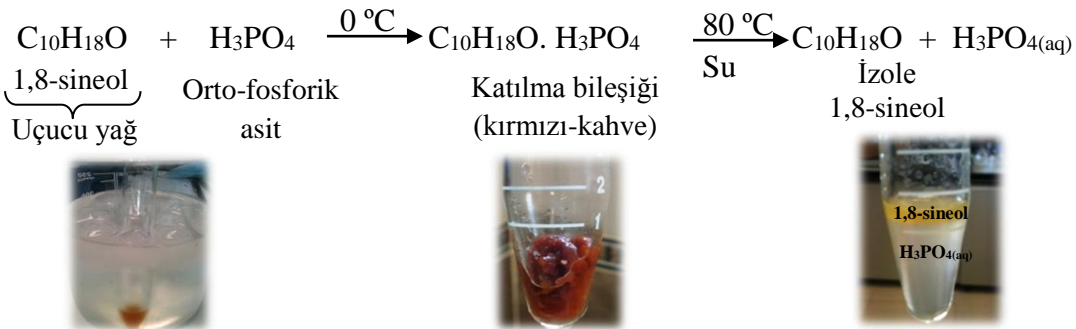 C₁₀H₁₈O + H₃PO₄ 0 ºC C₁₀H₁₈O. H₃PO₄ 80 ºC C₁₀H₁₈O + H₃PO₄₍aq₎
Su
1,8-sineol
Uçucu yağ
Orto-fosforik
asit
Katılma bileşiği
(kırmızı-kahve)
İzole
1,8-sineol
2
1
1,8-sineol
H₃PO₄₍aq₎